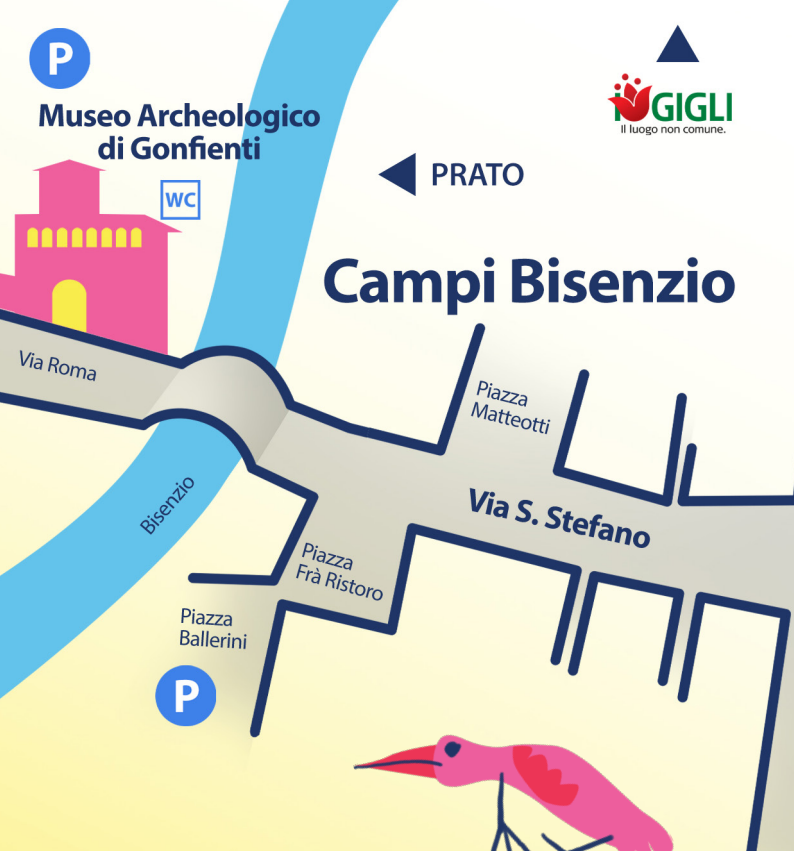 P
Museo Archeologico
di Gonfienti
WC
I GIGLI
Il luogo non comune.
PRATO
Campi Bisenzio
Via Roma
Piazza
Matteotti
Bisenzio
Via S. Stefano
Piazza
Frà Ristoro
Piazza
Ballerini
P